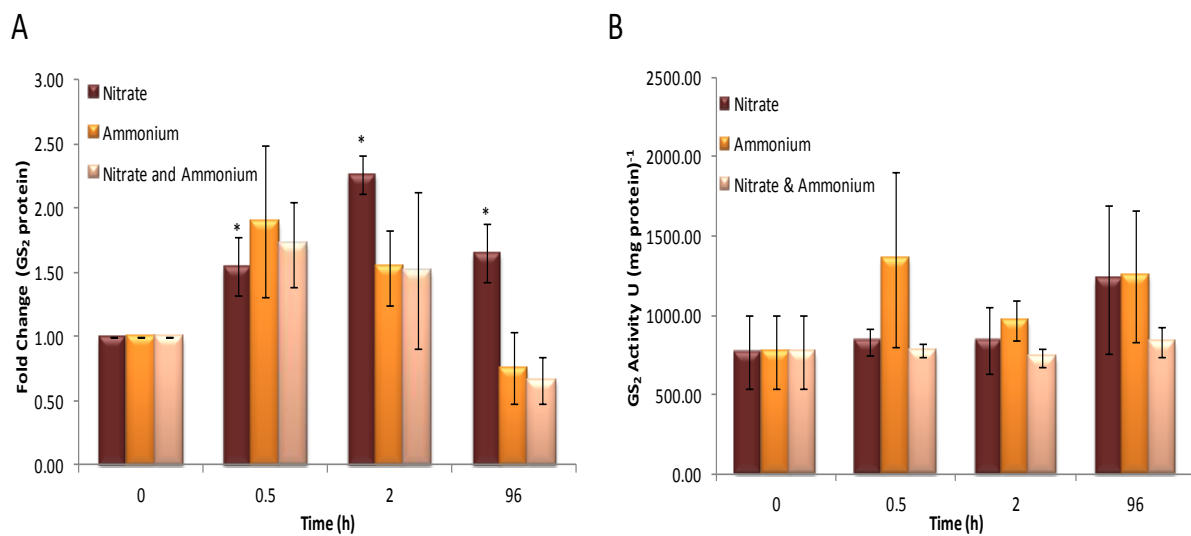 A
Fold Change (GS₂ protein)
3.00
2.50
2.00
1.50
1.00
0.50
0.00
Nitrate
Ammonium
Nitrate and Ammonium
*
*
*
0 0.5 2 96
Time (h)
B
GS₂ Activity U (mg protein)⁻¹
2500.00
2000.00
1500.00
1000.00
500.00
0.00
Nitrate
Ammonium
Nitrate & Ammonium
0 0.5 2 96
Time (h)